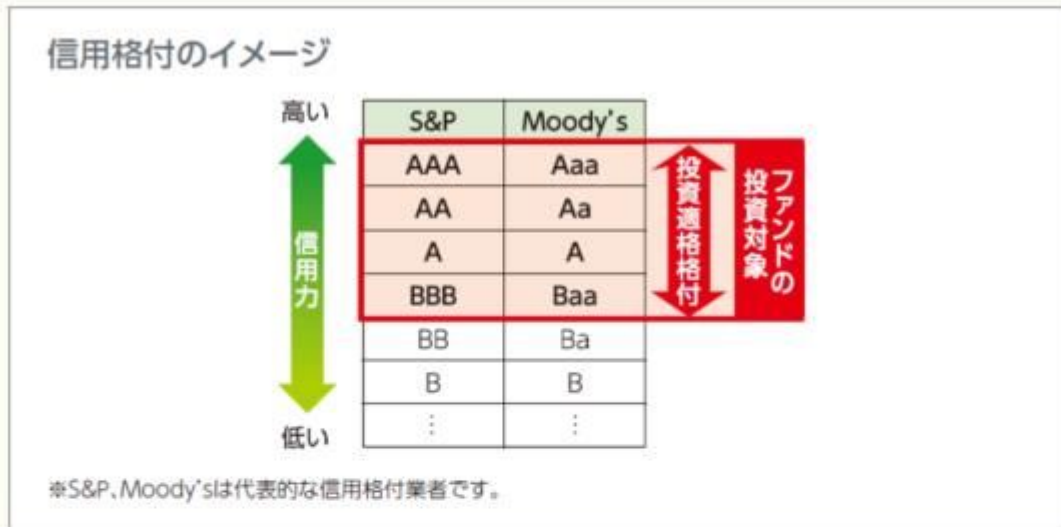 信用格付のイメージ
高い
信用力
低い
S&P Moody's
AAA Aaa
AA Aa
A A
BBB Baa
BB Ba
B B
⋮ ⋮
投資適格格付
ファンドの
投資対象
※S&P、Moody'sは代表的な信用格付業者です。